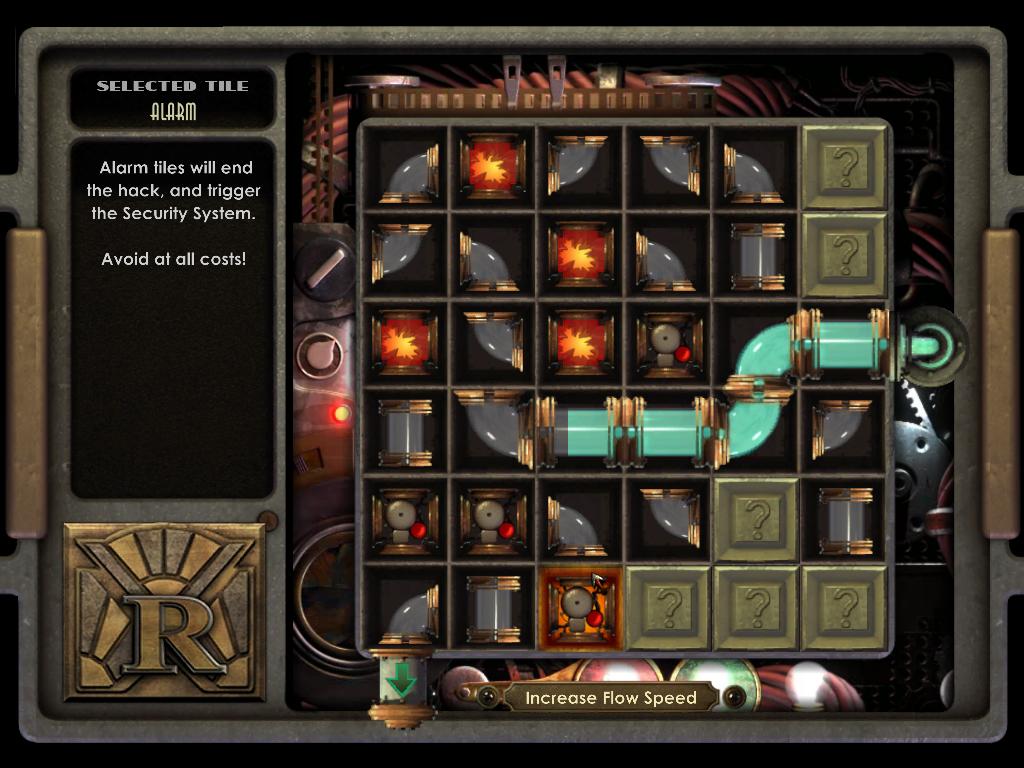 SELECTED TILE
ALARM
Alarm tiles will end
the hack, and trigger
the Security System.
Avoid at all costs!
?
?
?
?
?
?
R
Increase Flow Speed